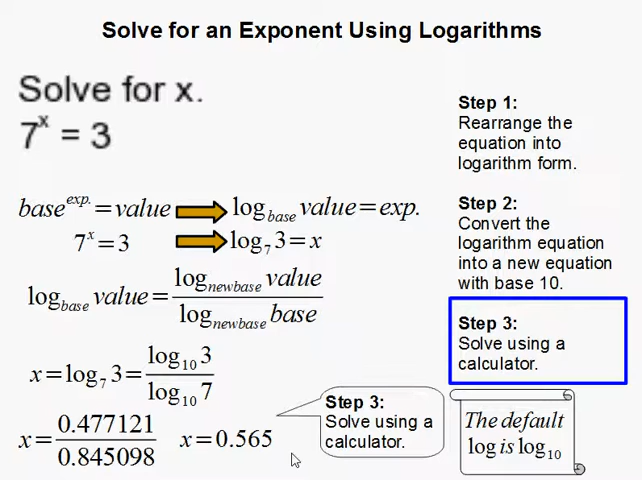 Solve for an Exponent Using Logarithms
Solve for x.
7^x = 3
base^exp. = value ⇨ log_base value = exp.
7^x = 3 ⇨ log_7 3 = x
log_base value = log_newbase value / log_newbase base
x = log_7 3 = log_10 3 / log_10 7
x = 0.477121 / 0.845098 x = 0.565
Step 3:
Solve using a
calculator.
Step 1:
Rearrange the
equation into
logarithm form.
Step 2:
Convert the
logarithm equation
into a new equation
with base 10.
Step 3:
Solve using a
calculator.
The default
log is log_10